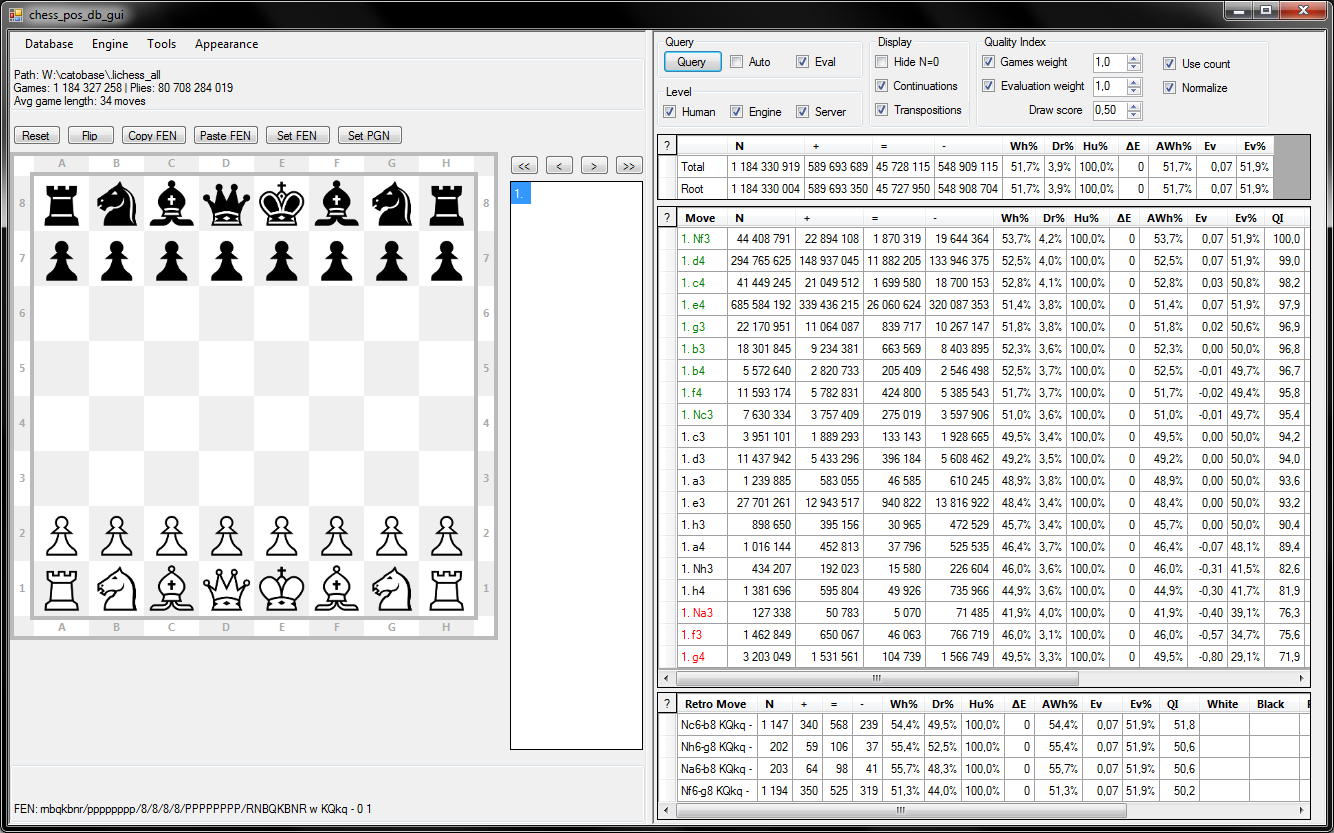 chess_pos_db_gui
Database Engine Tools Appearance
Path: W:\catobase\.lichess_all
Games: 1 184 327 258 | Plies: 80 708 284 019
Avg game length: 34 moves
Reset Flip Copy FEN Paste FEN Set FEN Set PGN
A B C D E F G H
8 8
7 7
6 6
5 5
4 4
3 3
2 2
1 1
A B C D E F G H
<< < > >>
1.
FEN: rnbqkbnr/pppppppp/8/8/8/8/PPPPPPPP/RNBQKBNR w KQkq - 0 1
Query
Query Auto Eval
Level
Human Engine Server
Display
Hide N=0
Continuations
Transpositions
Quality Index
Games weight 1,0 Use count
Evaluation weight 1,0 Normalize
Draw score 0,50
? N + = - Wh% Dr% Hu% ΔE AWh% Ev Ev%
Total 1 184 330 919 589 693 689 45 728 115 548 909 115 51,7% 3,9% 100,0% 0 51,7% 0,07 51,9%
Root 1 184 330 004 589 693 350 45 727 950 548 908 704 51,7% 3,9% 100,0% 0 51,7% 0,07 51,9%
? Move N + = - Wh% Dr% Hu% ΔE AWh% Ev Ev% QI
1. Nf3 44 408 791 22 894 108 1 870 319 19 644 364 53,7% 4,2% 100,0% 0 53,7% 0,07 51,9% 100,0
1. d4 294 765 625 148 937 045 11 882 205 133 946 375 52,5% 4,0% 100,0% 0 52,5% 0,07 51,9% 99,0
1. c4 41 449 245 21 049 512 1 699 580 18 700 153 52,8% 4,1% 100,0% 0 52,8% 0,03 50,8% 98,2
1. e4 685 584 192 339 436 215 26 060 624 320 087 353 51,4% 3,8% 100,0% 0 51,4% 0,07 51,9% 97,9
1. g3 22 170 951 11 064 087 839 717 10 267 147 51,8% 3,8% 100,0% 0 51,8% 0,02 50,6% 96,9
1. b3 18 301 845 9 234 381 663 569 8 403 895 52,3% 3,6% 100,0% 0 52,3% 0,00 50,0% 96,8
1. b4 5 572 640 2 820 733 205 409 2 546 498 52,5% 3,7% 100,0% 0 52,5% -0,01 49,7% 96,7
1. f4 11 593 174 5 782 831 424 800 5 385 543 51,7% 3,7% 100,0% 0 51,7% -0,02 49,4% 95,8
1. Nc3 7 630 334 3 757 409 275 019 3 597 906 51,0% 3,6% 100,0% 0 51,0% -0,01 49,7% 95,4
1. c3 3 951 101 1 889 293 133 143 1 928 665 49,5% 3,4% 100,0% 0 49,5% 0,00 50,0% 94,2
1. d3 11 437 942 5 433 296 396 184 5 608 462 49,2% 3,5% 100,0% 0 49,2% 0,00 50,0% 94,0
1. a3 1 239 885 583 055 46 585 610 245 48,9% 3,8% 100,0% 0 48,9% 0,00 50,0% 93,6
1. e3 27 701 261 12 943 517 940 822 13 816 922 48,4% 3,4% 100,0% 0 48,4% 0,00 50,0% 93,2
1. h3 898 650 395 156 30 965 472 529 45,7% 3,4% 100,0% 0 45,7% 0,00 50,0% 90,4
1. a4 1 016 144 452 813 37 796 525 535 46,4% 3,7% 100,0% 0 46,4% -0,07 48,1% 89,4
1. Nh3 434 207 192 023 15 580 226 604 46,0% 3,6% 100,0% 0 46,0% -0,31 41,5% 82,6
1. h4 1 381 696 595 804 49 926 735 966 44,9% 3,6% 100,0% 0 44,9% -0,30 41,7% 81,9
1. Na3 127 338 50 783 5 070 71 485 41,9% 4,0% 100,0% 0 41,9% -0,40 39,1% 76,3
1. f3 1 462 849 650 067 46 063 766 719 46,0% 3,1% 100,0% 0 46,0% -0,57 34,7% 75,6
1. g4 3 203 049 1 531 561 104 739 1 566 749 49,5% 3,3% 100,0% 0 49,5% -0,80 29,1% 71,9
? Retro Move N + = - Wh% Dr% Hu% ΔE AWh% Ev Ev% QI White Black
Nc6-b8 KQkq - 1 147 340 568 239 54,4% 49,5% 100,0% 0 54,4% 0,07 51,9% 51,8
Nh6-g8 KQkq - 202 59 106 37 55,4% 52,5% 100,0% 0 55,4% 0,07 51,9% 50,6
Na6-b8 KQkq - 203 64 98 41 55,7% 48,3% 100,0% 0 55,7% 0,07 51,9% 50,6
Nf6-g8 KQkq - 1 194 350 525 319 51,3% 44,0% 100,0% 0 51,3% 0,07 51,9% 50,2